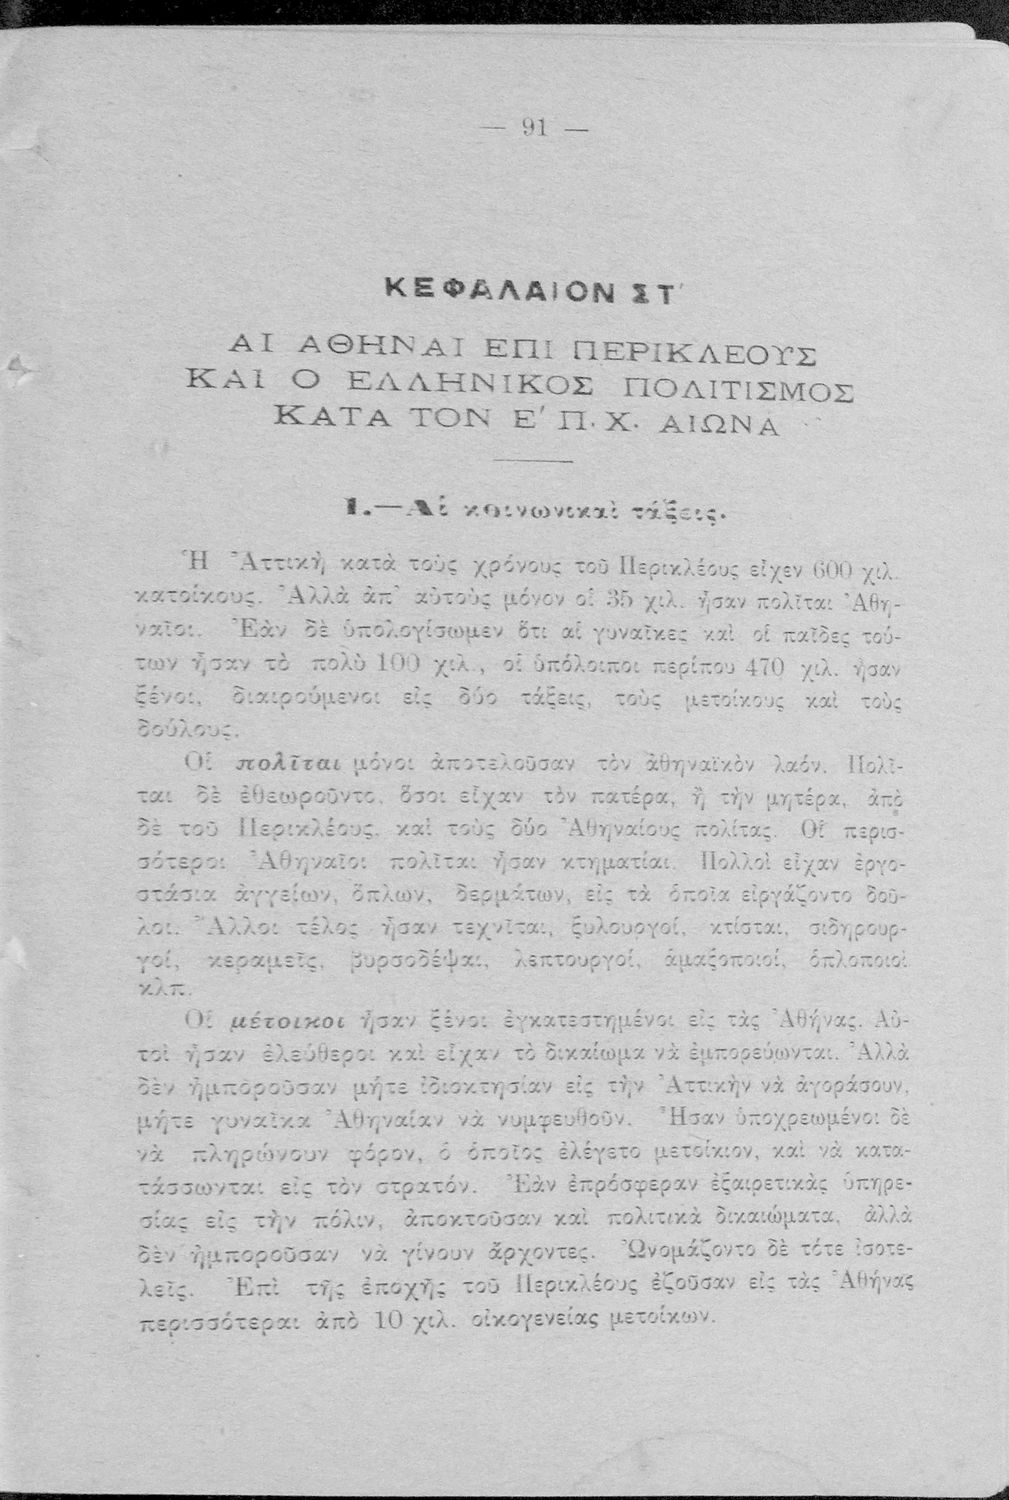 — 91 —
ΚΕΦΑΛΑΙΟΝ ΣΤ'
ΑΙ ΑΘΗΝΑΙ ΕΠΙ ΠΕΡΙΚΛΕΟΥΣ
ΚΑΙ Ο ΕΛΛΗΝΙΚΟΣ ΠΟΛΙΤΙΣΜΟΣ
ΚΑΤΑ ΤΟΝ Ε' Π. Χ. ΑΙΩΝΑ
1.—Αἱ κοινωνικαὶ τάξεις.
Ἡ Ἀττικὴ κατὰ τοὺς χρόνους τοῦ Περικλέους εἶχεν 600 χιλ.
κατοίκους. Ἀλλὰ ἀπ' αὐτοὺς μόνον οἱ 35 χιλ. ἦσαν πολῖται Ἀθη-
ναῖοι. Ἐὰν δὲ ὑπολογίσωμεν ὅτι αἱ γυναῖκες καὶ οἱ παῖδες τού-
των ἦσαν τὸ πολὺ 100 χιλ., οἱ ὑπόλοιποι περίπου 470 χιλ. ἦσαν
ξένοι, διαιρούμενοι εἰς δύο τάξεις, τοὺς μετοίκους καὶ τοὺς
δούλους.
Οἱ πολῖται μόνοι ἀποτελοῦσαν τὸν ἀθηναϊκὸν λαόν. Πολῖ-
ται δὲ ἐθεωροῦντο, ὅσοι εἶχαν τὸν πατέρα, ἢ τὴν μητέρα, ἀπὸ
δὲ τοῦ Περικλέους, καὶ τοὺς δύο Ἀθηναίους πολίτας. Οἱ περισ-
σότεροι Ἀθηναῖοι πολῖται ἦσαν κτηματίαι. Πολλοὶ εἶχαν ἐργο-
στάσια ἀγγείων, ὅπλων, δερμάτων, εἰς τὰ ὁποῖα εἰργάζοντο δοῦ-
λοι. Ἄλλοι τέλος ἦσαν τεχνῖται, ξυλουργοί, κτίσται, σιδηρουρ-
γοί, κεραμεῖς, βυρσοδέψαι, λεπτουργοί, ἁμαξοποιοί, ὁπλοποιοὶ
κλπ.
Οἱ μέτοικοι ἦσαν ξένοι ἐγκατεστημένοι εἰς τὰς Ἀθήνας. Αὐ-
τοὶ ἦσαν ἐλεύθεροι καὶ εἶχαν τὸ δικαίωμα νὰ ἐμπορεύωνται. Ἀλλὰ
δὲν ἠμποροῦσαν μήτε ἰδιοκτησίαν εἰς τὴν Ἀττικὴν νὰ ἀγοράσουν,
μήτε γυναῖκα Ἀθηναίαν νὰ νυμφευθοῦν. Ἦσαν ὑποχρεωμένοι δὲ
νὰ πληρώνουν φόρον, ὁ ὁποῖος ἐλέγετο μετοίκιον, καὶ νὰ κατα-
τάσσωνται εἰς τὸν στρατόν. Ἐὰν ἐπρόσφεραν ἐξαιρετικὰς ὑπηρε-
σίας εἰς τὴν πόλιν, ἀποκτοῦσαν καὶ πολιτικὰ δικαιώματα, ἀλλὰ
δὲν ἠμποροῦσαν νὰ γίνουν ἄρχοντες. Ὠνομάζοντο δὲ τότε ἰσοτε-
λεῖς. Ἐπὶ τῆς ἐποχῆς τοῦ Περικλέους ἐζοῦσαν εἰς τὰς Ἀθήνας
περισσότεραι ἀπὸ 10 χιλ. οἰκογενείας μετοίκων.